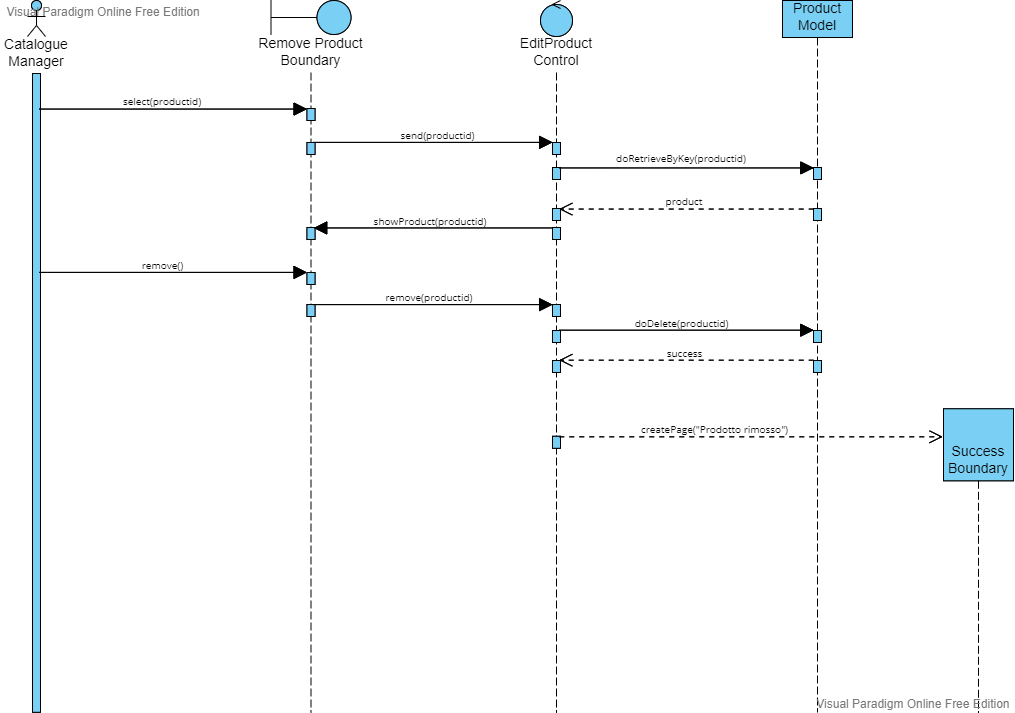 Visual Paradigm Online Free Edition
Catalogue
Manager
Remove Product
Boundary
EditProduct
Control
Product
Model
select(productid)
send(productid)
doRetrieveByKey(productid)
product
showProduct(productid)
remove()
remove(productid)
doDelete(productid)
success
createPage("Prodotto rimosso")
Success
Boundary
Visual Paradigm Online Free Edition